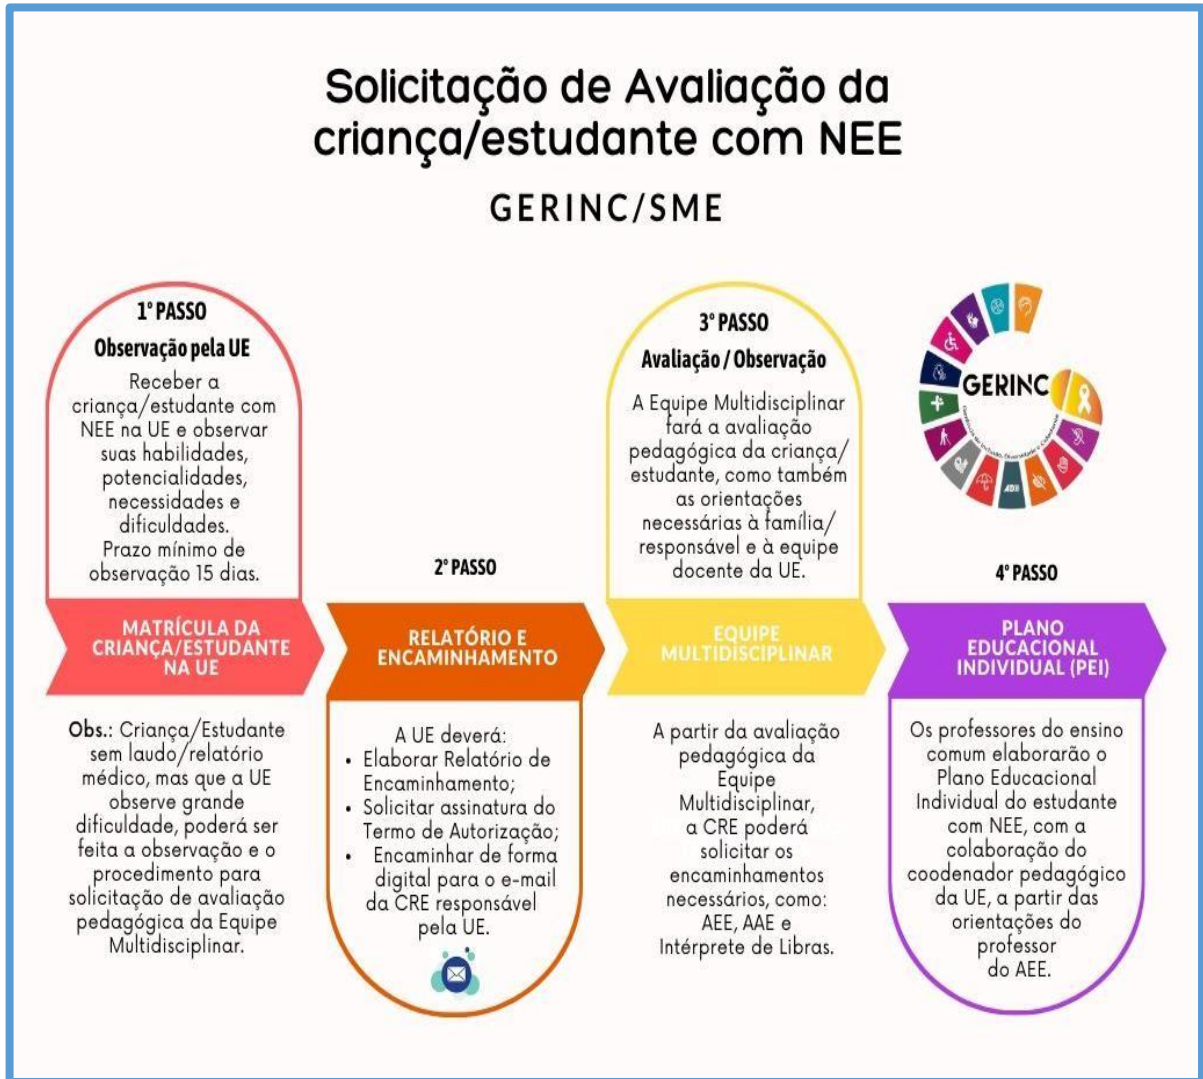 Solicitação de Avaliação da
criança/estudante com NEE
GERINC/SME
1° PASSO
Observação pela UE
Receber a
criança/estudante com
NEE na UE e observar
suas habilidades,
potencialidades,
necessidades e
dificuldades.
Prazo mínimo de
observação 15 dias.
MATRÍCULA DA
CRIANÇA/ESTUDANTE
NA UE
Obs.: Criança/Estudante
sem laudo/relatório
médico, mas que a UE
observe grande
dificuldade, poderá ser
feita a observação e o
procedimento para
solicitação de avaliação
pedagógica da Equipe
Multidisciplinar.
2° PASSO
RELATÓRIO E
ENCAMINHAMENTO
A UE deverá:
• Elaborar Relatório de
Encaminhamento;
• Solicitar assinatura do
Termo de Autorização;
• Encaminhar de forma
digital para o e-mail
da CRE responsável
pela UE.
3° PASSO
Avaliação / Observação
A Equipe Multidisciplinar
fará a avaliação
pedagógica da criança/
estudante, como também
as orientações
necessárias à família/
responsável e à equipe
docente da UE.
EQUIPE
MULTIDISCIPLINAR
A partir da avaliação
pedagógica da
Equipe
Multidisciplinar,
a CRE poderá
solicitar os
encaminhamentos
necessários, como:
AEE, AAE e
Intérprete de Libras.
GERINC
Gerência de Inclusão, Diversidade e Cidadania
4° PASSO
PLANO
EDUCACIONAL
INDIVIDUAL (PEI)
Os professores do ensino
comum elaborarão o
Plano Educacional
Individual do estudante
com NEE, com a
colaboração do
coodenador pedagógico
da UE, a partir das
orientações do
professor
do AEE.